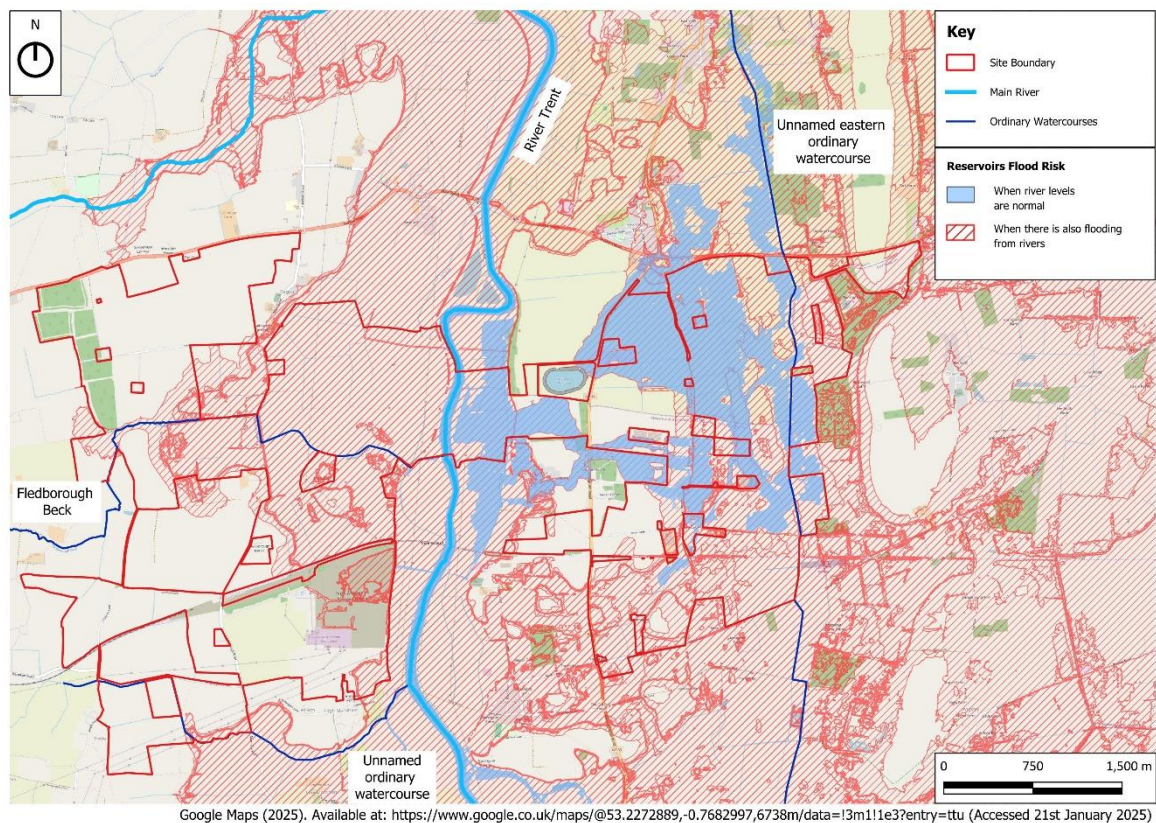 N
River Trent
Unnamed eastern
ordinary
watercourse
Fledborough
Beck
Unnamed
ordinary
watercourse
Key
Site Boundary
Main River
Ordinary Watercourses
Reservoirs Flood Risk
When river levels
are normal
When there is also flooding
from rivers
0 750 1,500 m
Google Maps (2025). Available at: https://www.google.co.uk/maps/@53.2272889,-0.7682997,6738m/data=!3m1!1e3?entry=ttu (Accessed 21st January 2025)